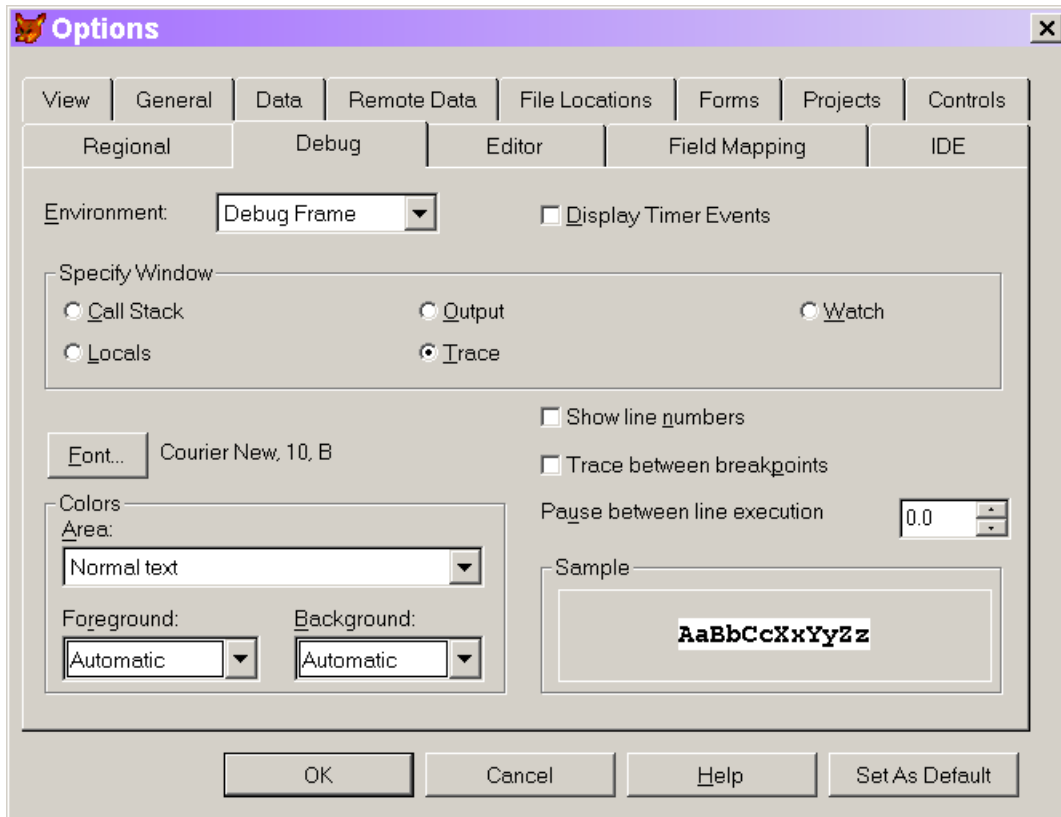 Options
View General Data Remote Data File Locations Forms Projects Controls
Regional Debug Editor Field Mapping IDE
Environment: Debug Frame Display Timer Events
Specify Window
Call Stack Output Watch
Locals Trace
Show line numbers
Font... Courier New, 10, B
Trace between breakpoints
Colors
Pause between line execution 0.0
Area:
Normal text
Sample
Foreground: Background:
AaBbCcXxYyZz
Automatic Automatic
OK Cancel Help Set As Default